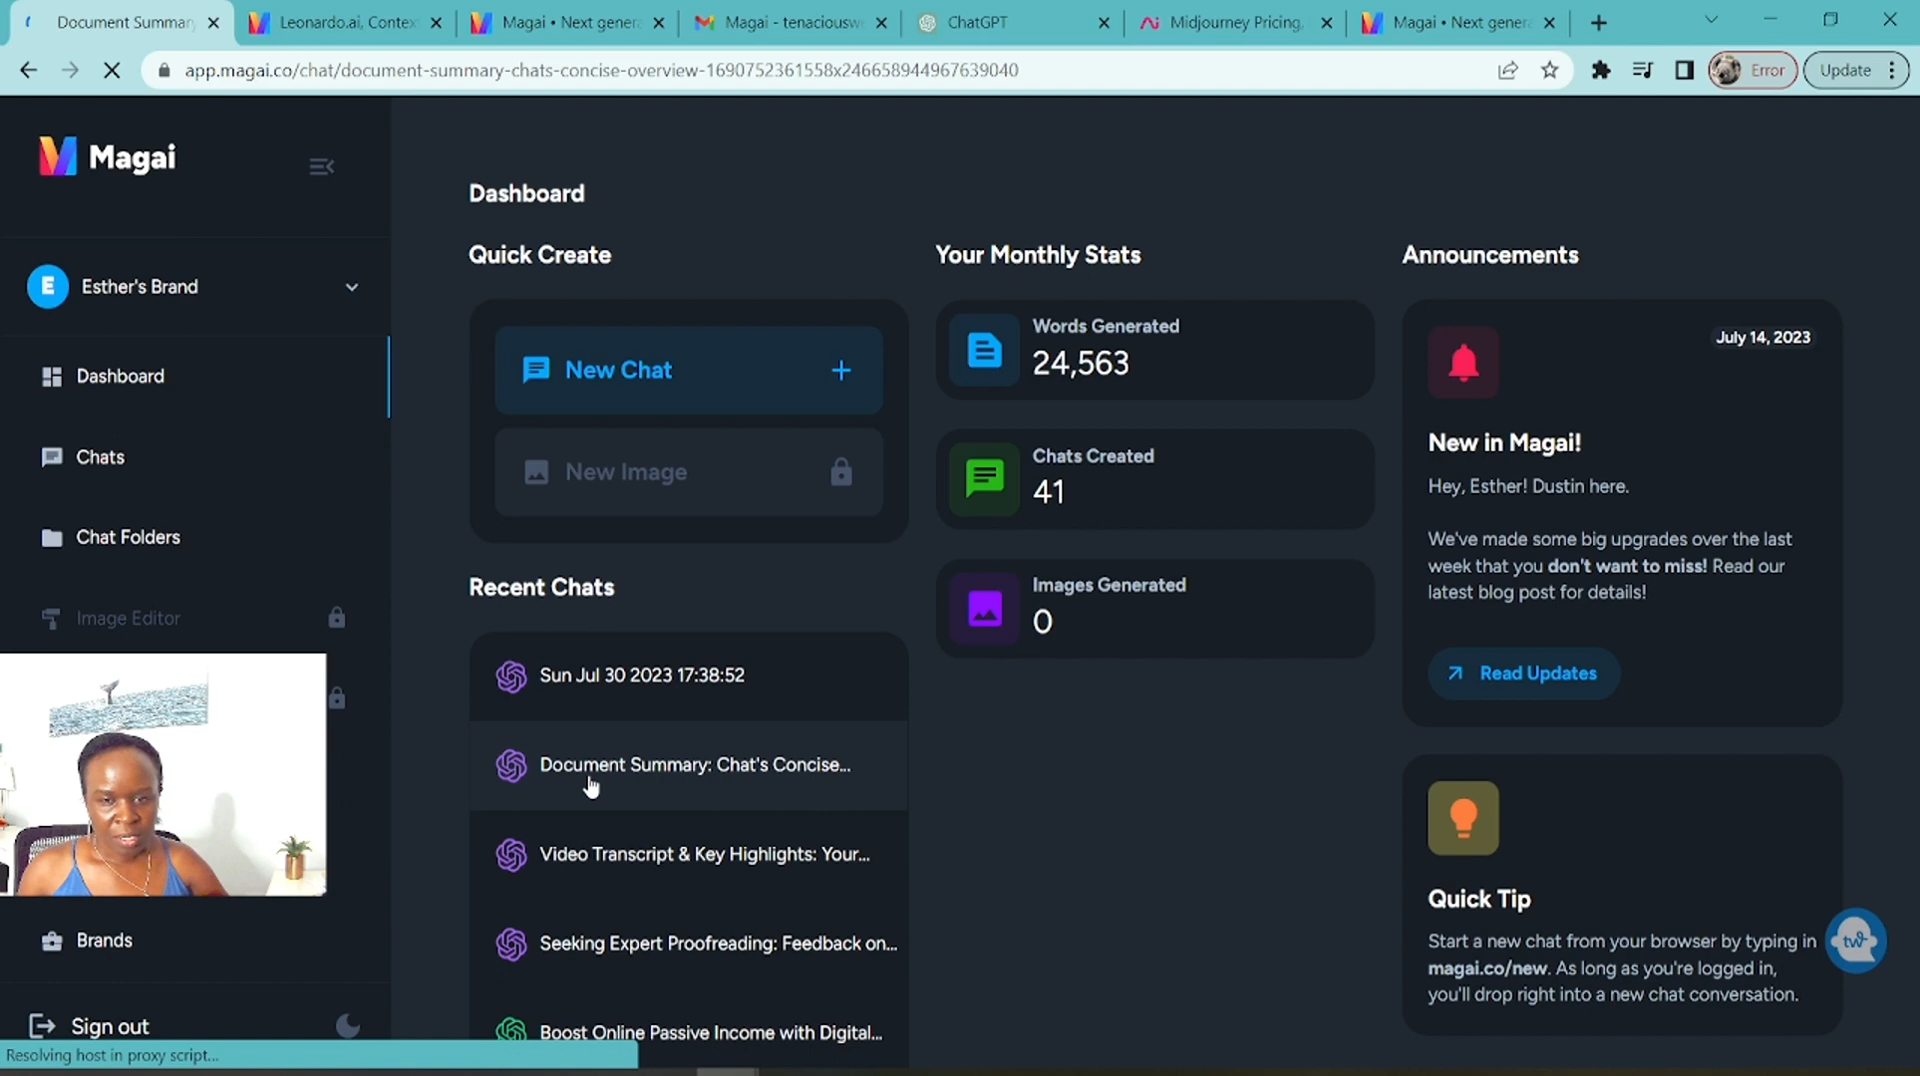 Document Summary
Leonardo.ai, Contex
Magai • Next genera
Magai - tenaciousw
ChatGPT
Midjourney Pricing,
Magai • Next genera
app.magai.co/chat/document-summary-chats-concise-overview-1690752361558x246658944967639040
Error
Update
Magai
E
Esther's Brand
Dashboard
Chats
Chat Folders
Image Editor
Brands
Sign out
Resolving host in proxy script...
Dashboard
Quick Create
New Chat
New Image
Recent Chats
Sun Jul 30 2023 17:38:52
Document Summary: Chat's Concise...
Video Transcript & Key Highlights: Your...
Seeking Expert Proofreading: Feedback on...
Boost Online Passive Income with Digital...
Your Monthly Stats
Words Generated
24,563
Chats Created
41
Images Generated
0
Announcements
July 14, 2023
New in Magai!
Hey, Esther! Dustin here.
We've made some big upgrades over the last
week that you don't want to miss! Read our
latest blog post for details!
Read Updates
Quick Tip
Start a new chat from your browser by typing in
magai.co/new. As long as you're logged in,
you'll drop right into a new chat conversation.
tw